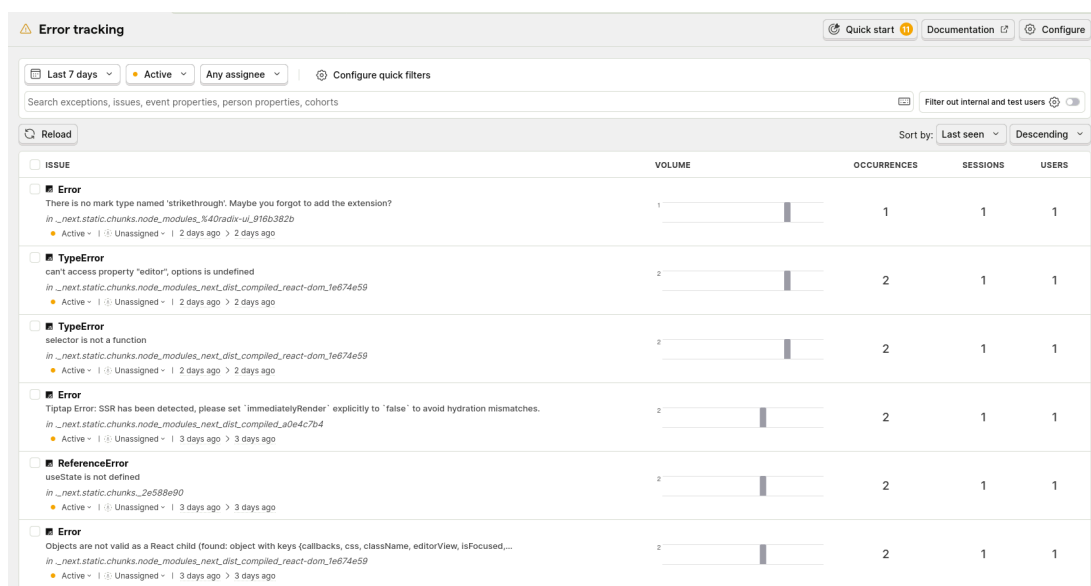 Error tracking
Quick start 11 Documentation Configure
Last 7 days Active Any assignee Configure quick filters
Search exceptions, issues, event properties, person properties, cohorts
Filter out internal and test users
Reload
Sort by: Last seen Descending
ISSUE VOLUME OCCURRENCES SESSIONS USERS
Error
There is no mark type named 'strikethrough'. Maybe you forgot to add the extension?
in ._next.static.chunks.node_modules_%40radix-ui_916b382b
Active | Unassigned | 2 days ago > 2 days ago
1
1 1 1
TypeError
can't access property "editor", options is undefined
in ._next.static.chunks.node_modules_next_dist_compiled_react-dom_1e674e59
Active | Unassigned | 2 days ago > 2 days ago
2
2 1 1
TypeError
selector is not a function
in ._next.static.chunks.node_modules_next_dist_compiled_react-dom_1e674e59
Active | Unassigned | 2 days ago > 2 days ago
2
2 1 1
Error
Tiptap Error: SSR has been detected, please set `immediatelyRender` explicitly to `false` to avoid hydration mismatches.
in ._next.static.chunks.node_modules_next_dist_compiled_a0e4c7b4
Active | Unassigned | 3 days ago > 3 days ago
2
2 1 1
ReferenceError
useState is not defined
in ._next.static.chunks._2e588e90
Active | Unassigned | 3 days ago > 3 days ago
2
2 1 1
Error
Objects are not valid as a React child (found: object with keys {callbacks, css, className, editorView, isFocused,...
in ._next.static.chunks.node_modules_next_dist_compiled_react-dom_1e674e59
Active | Unassigned | 3 days ago > 3 days ago
2
2 1 1